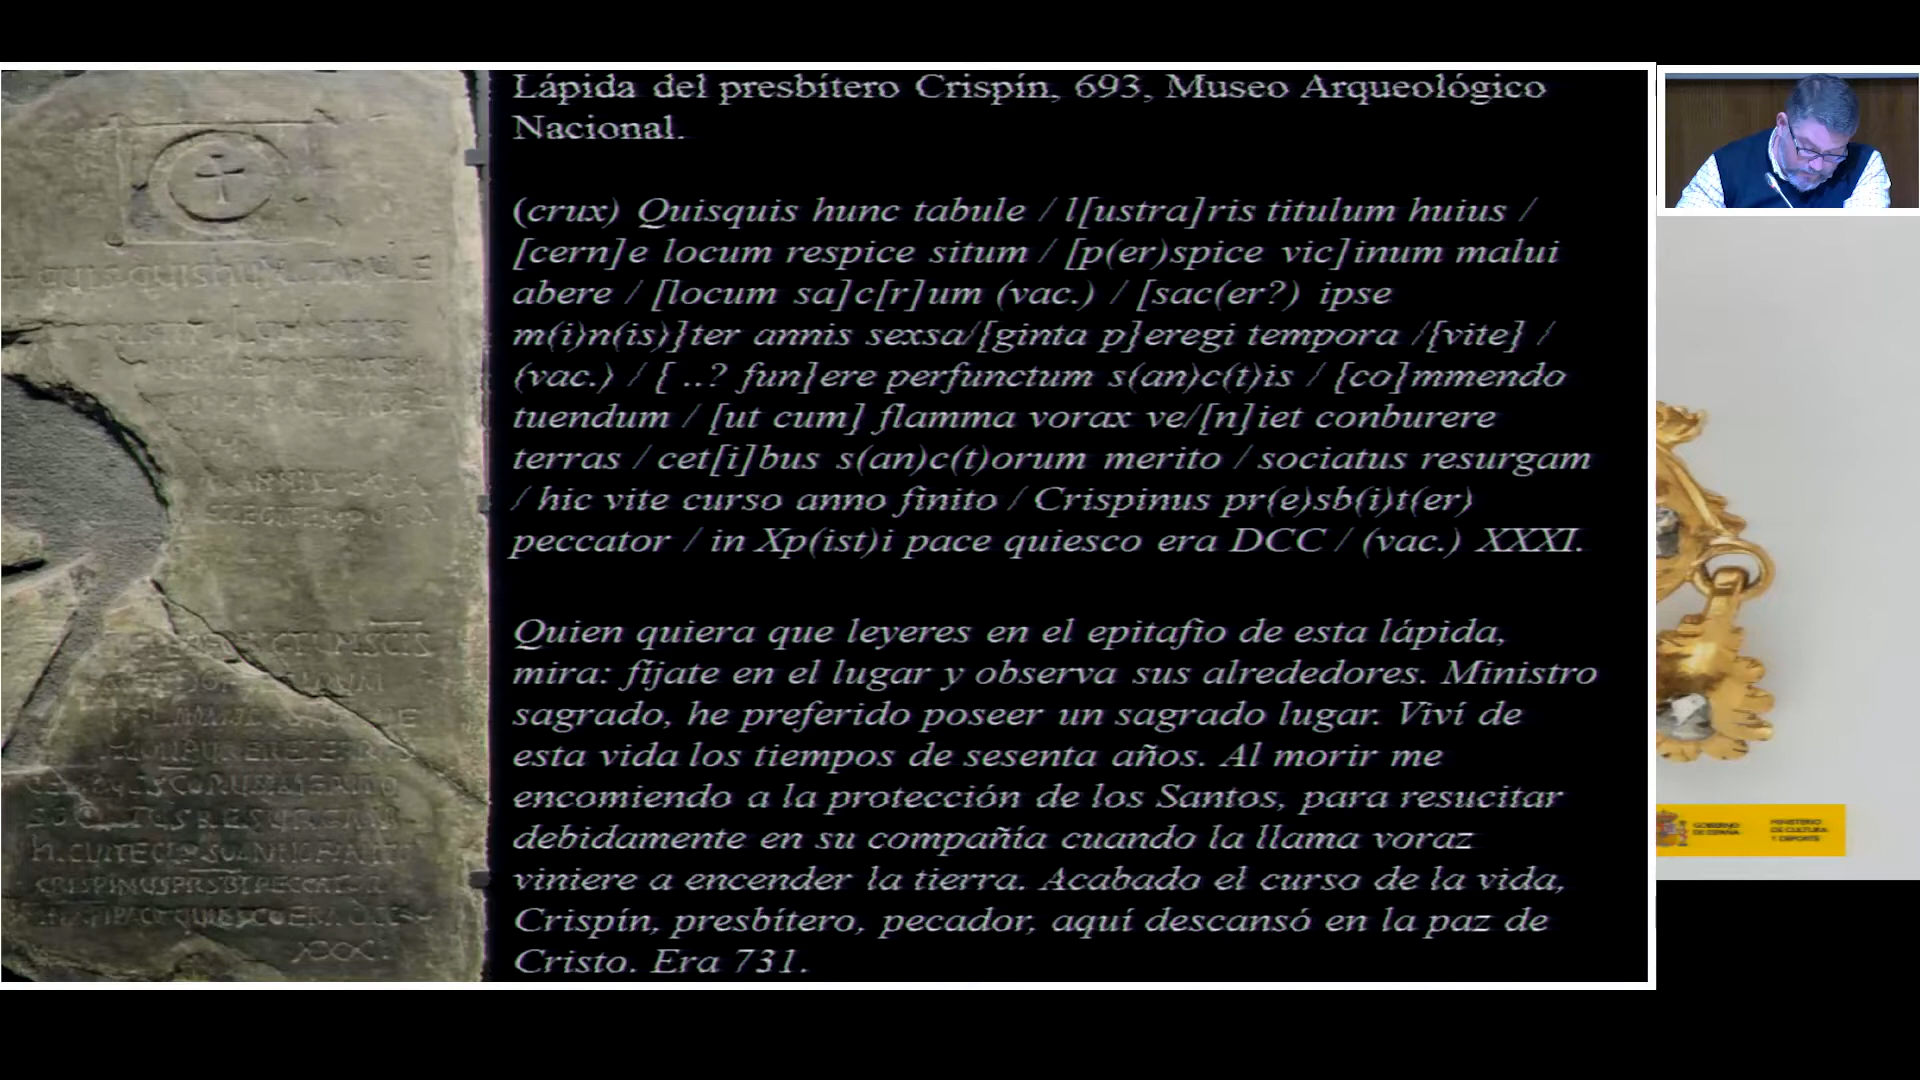 Lápida del presbítero Crispín, 693, Museo Arqueológico
Nacional.
(crux) Quisquis hunc tabule / l[ustra]ris titulum huius /
[cern]e locum respice situm / [p(er)spice vic]inum malui
abere / [locum sa]c[r]um (vac.) / [sac(er?) ipse
m(i)n(is)]ter annis sexsa/[ginta p]eregi tempora /[vite] /
(vac.) / [ ..? fun]ere perfunctum s(an)c(t)is / [co]mmendo
tuendum / [ut cum] flamma vorax ve/[n]iet conburere
terras / cet[i]bus s(an)c(t)orum merito / sociatus resurgam
/ hic vite curso anno finito / Crispinus pr(e)sb(i)t(er)
peccator / in Xp(ist)i pace quiesco era DCC / (vac.) XXXI.
Quien quiera que leyeres en el epitafio de esta lápida,
mira: fíjate en el lugar y observa sus alrededores. Ministro
sagrado, he preferido poseer un sagrado lugar. Viví de
esta vida los tiempos de sesenta años. Al morir me
encomiendo a la protección de los Santos, para resucitar
debidamente en su compañía cuando la llama voraz
viniere a encender la tierra. Acabado el curso de la vida,
Crispín, presbítero, pecador, aquí descansó en la paz de
Cristo. Era 731.
GOBIERNO
DE ESPAÑA
MINISTERIO
DE CULTURA
Y DEPORTE